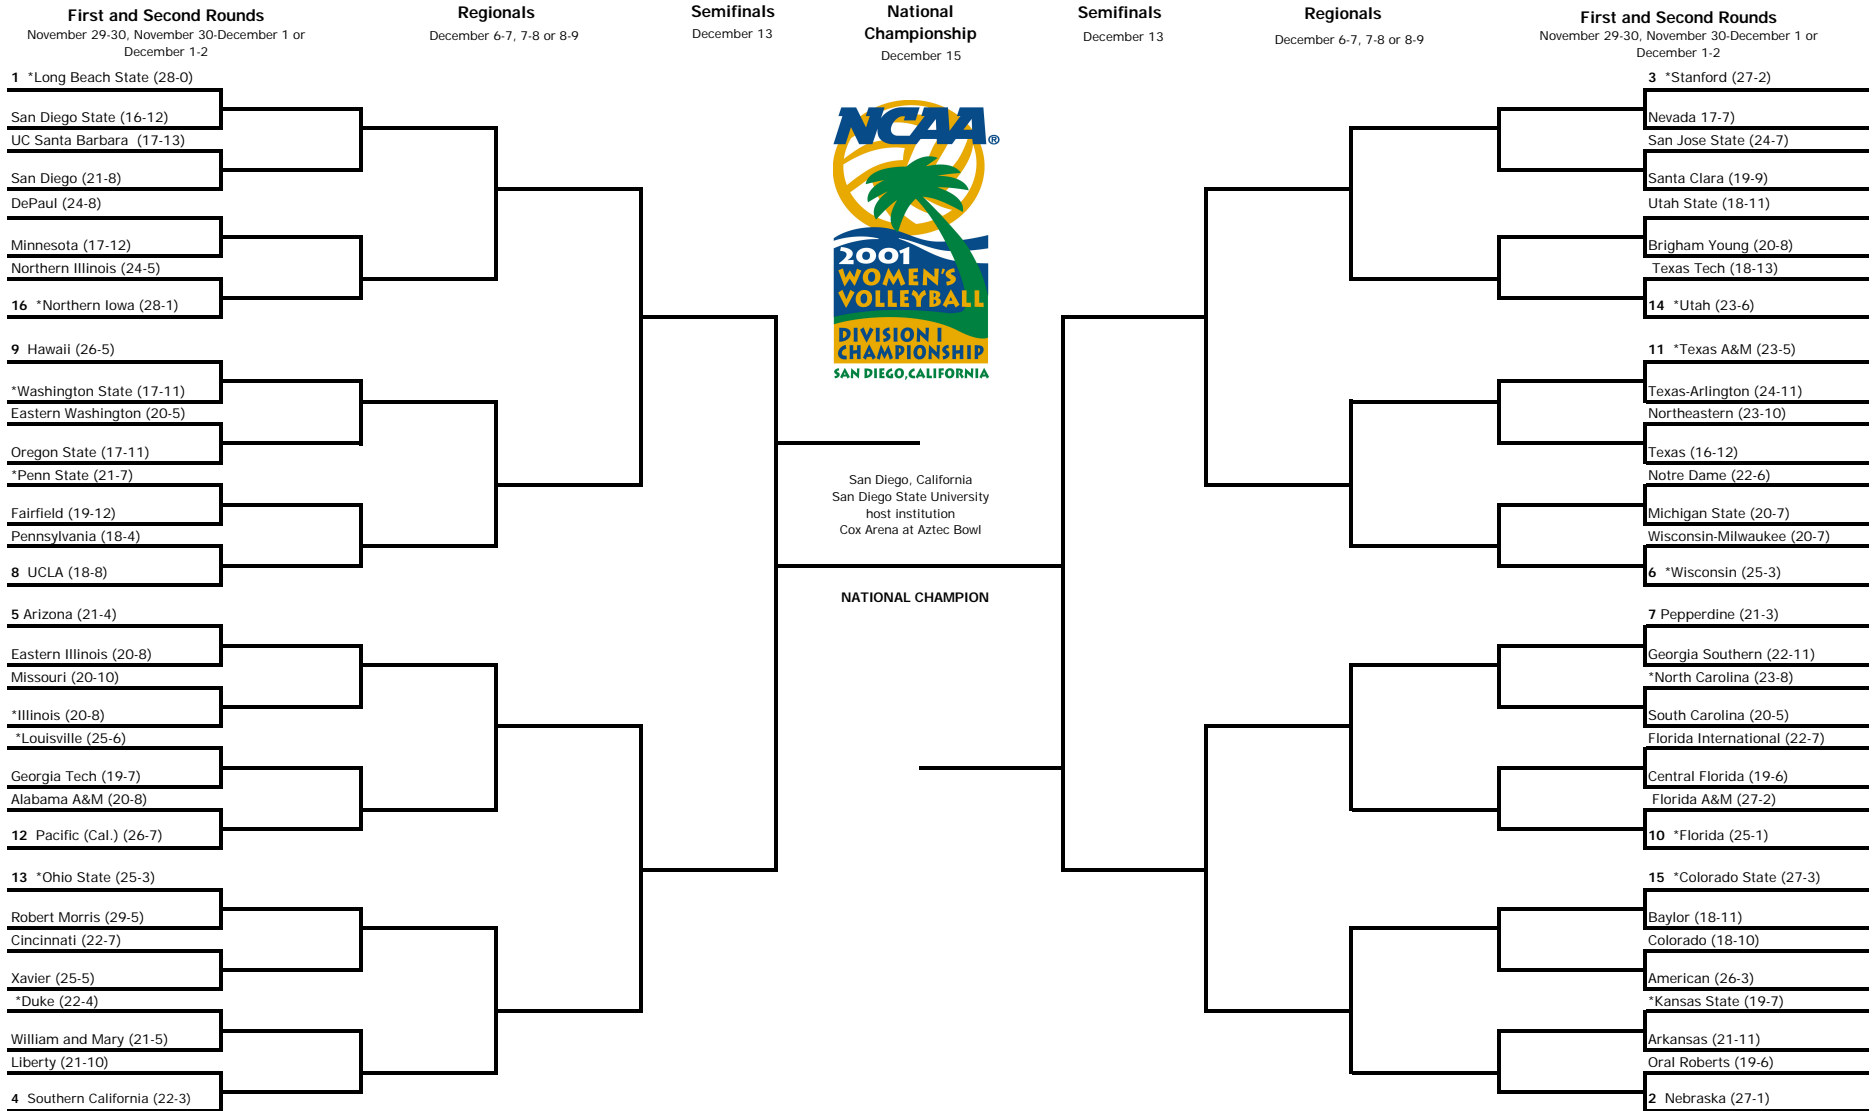 First and Second Rounds
November 29-30, November 30-December 1 or
December 1-2
Regionals
December 6-7, 7-8 or 8-9
Semifinals
December 13
National
Championship
December 15
Semifinals
December 13
Regionals
December 6-7, 7-8 or 8-9
First and Second Rounds
November 29-30, November 30-December 1 or
December 1-2
1 *Long Beach State (28-0)
San Diego State (16-12)
UC Santa Barbara (17-13)
San Diego (21-8)
DePaul (24-8)
Minnesota (17-12)
Northern Illinois (24-5)
16 *Northern Iowa (28-1)
9 Hawaii (26-5)
*Washington State (17-11)
Eastern Washington (20-5)
Oregon State (17-11)
*Penn State (21-7)
Fairfield (19-12)
Pennsylvania (18-4)
8 UCLA (18-8)
5 Arizona (21-4)
Eastern Illinois (20-8)
Missouri (20-10)
*Illinois (20-8)
*Louisville (25-6)
Georgia Tech (19-7)
Alabama A&M (20-8)
12 Pacific (Cal.) (26-7)
13 *Ohio State (25-3)
Robert Morris (29-5)
Cincinnati (22-7)
Xavier (25-5)
*Duke (22-4)
William and Mary (21-5)
Liberty (21-10)
4 Southern California (22-3)
NCAA®
2001
WOMEN'S
VOLLEYBALL
DIVISION I
CHAMPIONSHIP
SAN DIEGO, CALIFORNIA
San Diego, California
San Diego State University
host institution
Cox Arena at Aztec Bowl
NATIONAL CHAMPION
3 *Stanford (27-2)
Nevada 17-7)
San Jose State (24-7)
Santa Clara (19-9)
Utah State (18-11)
Brigham Young (20-8)
Texas Tech (18-13)
14 *Utah (23-6)
11 *Texas A&M (23-5)
Texas-Arlington (24-11)
Northeastern (23-10)
Texas (16-12)
Notre Dame (22-6)
Michigan State (20-7)
Wisconsin-Milwaukee (20-7)
6 *Wisconsin (25-3)
7 Pepperdine (21-3)
Georgia Southern (22-11)
*North Carolina (23-8)
South Carolina (20-5)
Florida International (22-7)
Central Florida (19-6)
Florida A&M (27-2)
10 *Florida (25-1)
15 *Colorado State (27-3)
Baylor (18-11)
Colorado (18-10)
American (26-3)
*Kansas State (19-7)
Arkansas (21-11)
Oral Roberts (19-6)
2 Nebraska (27-1)